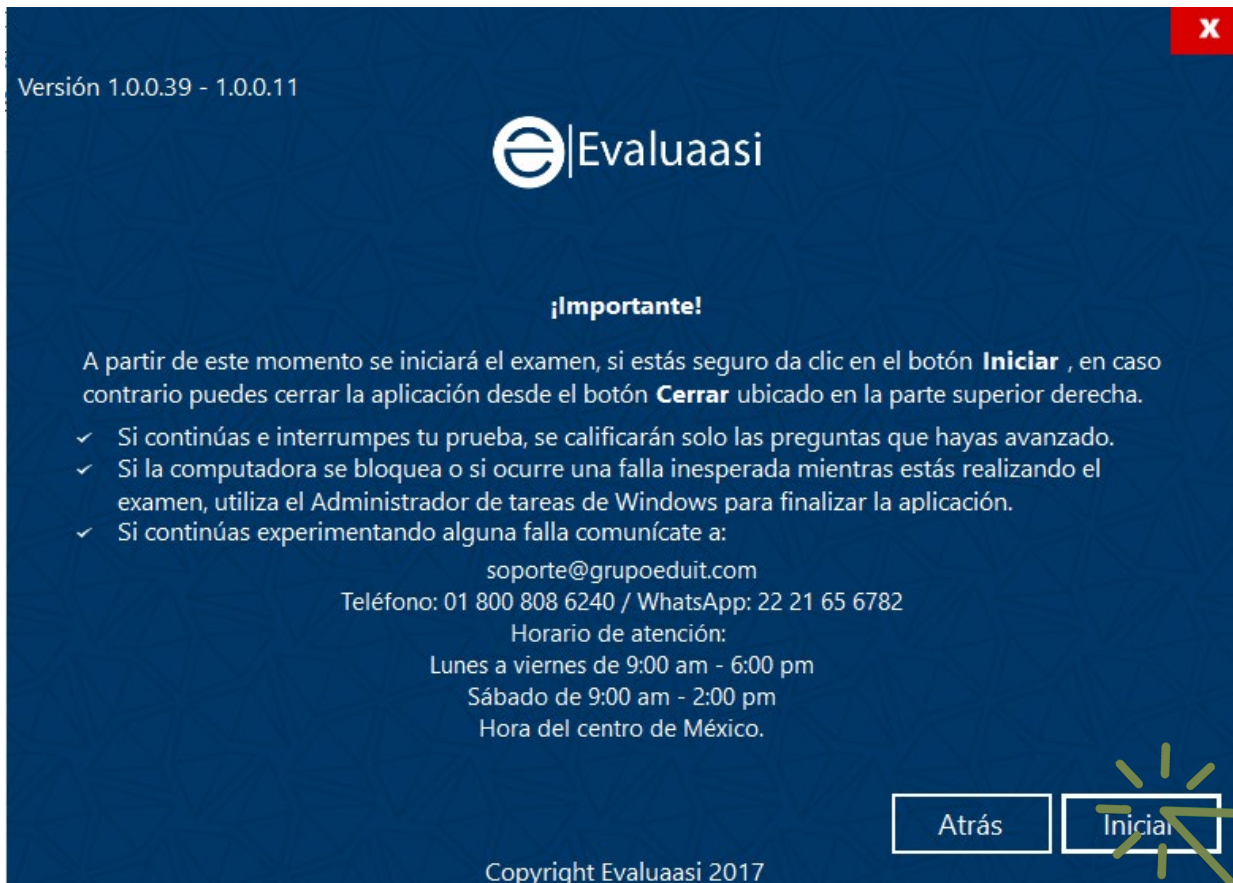 X
Versión 1.0.0.39 - 1.0.0.11
e|Evaluaasi
¡Importante!
A partir de este momento se iniciará el examen, si estás seguro da clic en el botón Iniciar , en caso
contrario puedes cerrar la aplicación desde el botón Cerrar ubicado en la parte superior derecha.
✓ Si continúas e interrumpes tu prueba, se calificarán solo las preguntas que hayas avanzado.
✓ Si la computadora se bloquea o si ocurre una falla inesperada mientras estás realizando el
examen, utiliza el Administrador de tareas de Windows para finalizar la aplicación.
✓ Si continúas experimentando alguna falla comunícate a:
soporte@grupoeduit.com
Teléfono: 01 800 808 6240 / WhatsApp: 22 21 65 6782
Horario de atención:
Lunes a viernes de 9:00 am - 6:00 pm
Sábado de 9:00 am - 2:00 pm
Hora del centro de México.
Atrás Iniciar
Copyright Evaluaasi 2017